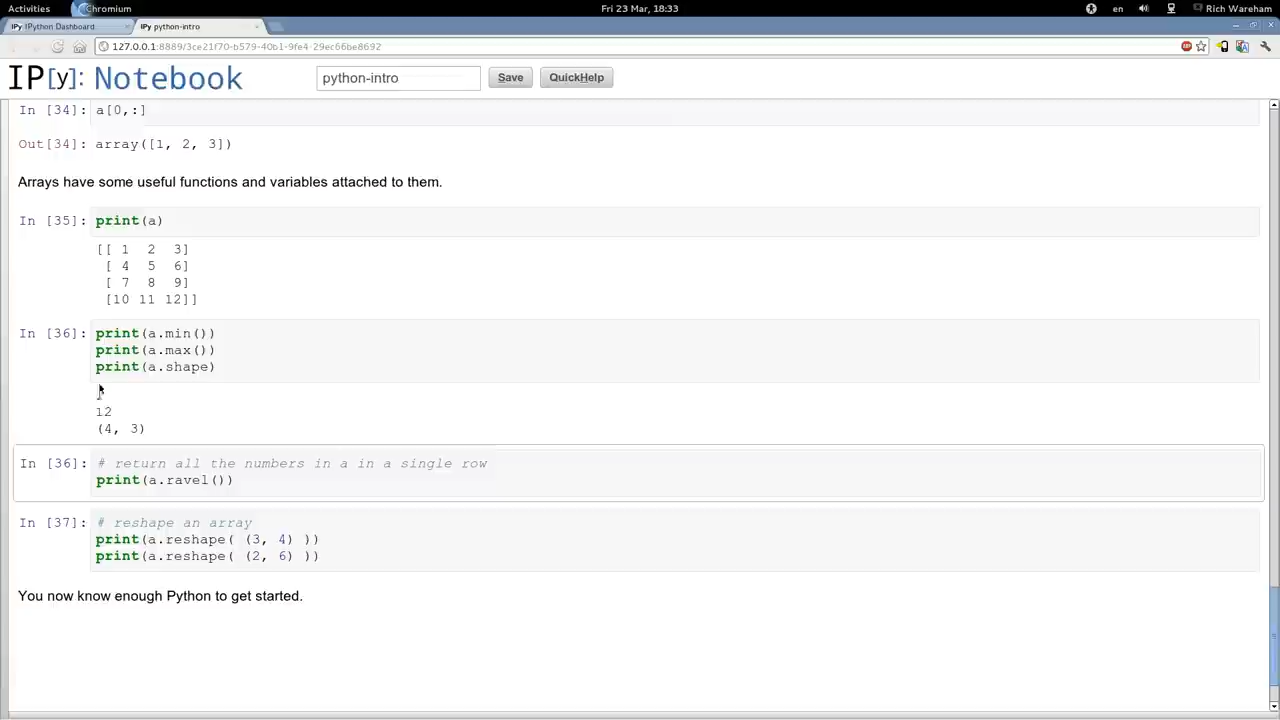 Activities Chromium Fri 23 Mar, 18:33 en Rich Wareham
IPy IPython Dashboard IPy python-intro
127.0.0.1:8889/3ce21f70-b579-40b1-9fe4-29ec66be8692
IP[y]: Notebook python-intro Save QuickHelp
In [34]: a[0,:]
Out[34]: array([1, 2, 3])
Arrays have some useful functions and variables attached to them.
In [35]: print(a)
[[ 1 2 3]
[ 4 5 6]
[ 7 8 9]
[10 11 12]]
In [36]: print(a.min())
print(a.max())
print(a.shape)
12
(4, 3)
In [36]: # return all the numbers in a in a single row
print(a.ravel())
In [37]: # reshape an array
print(a.reshape( (3, 4) ))
print(a.reshape( (2, 6) ))
You now know enough Python to get started.